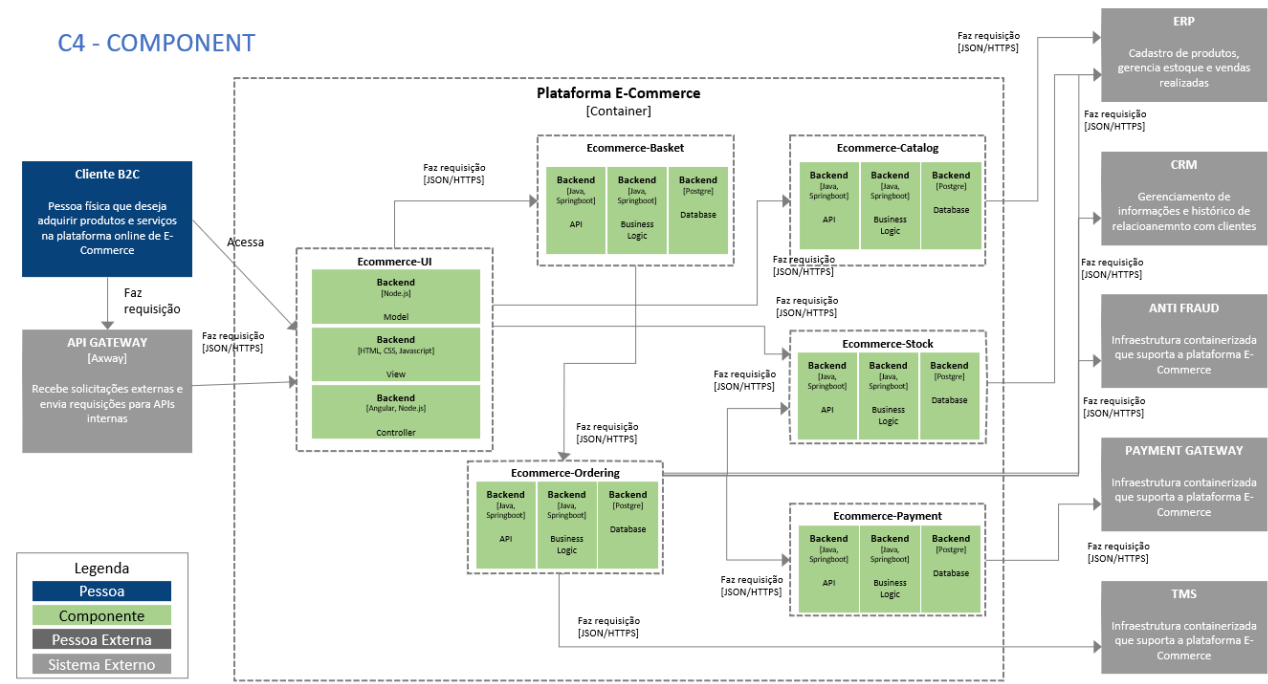 C4 - COMPONENT
Plataforma E-Commerce
[Container]
Cliente B2C
Pessoa física que deseja
adquirir produtos e serviços
na plataforma online de E-
Commerce
Acessa
Faz
requisição
API GATEWAY
[Axway]
Recebe solicitações externas e
envia requisições para APIs
internas
Faz requisição
[JSON/HTTPS]
Ecommerce-UI
Backend
[Node.js]
Model
Backend
[HTML, CSS, Javascript]
View
Backend
[Angular, Node.js]
Controller
Faz requisição
[JSON/HTTPS]
Ecommerce-Basket
Backend
[Java,
Springboot]
API
Backend
[Java,
Springboot]
Business
Logic
Backend
[Postgre]
Database
Ecommerce-Catalog
Backend
[Java,
Springboot]
API
Backend
[Java,
Springboot]
Business
Logic
Backend
[Postgre]
Database
Faz requisição
[JSON/HTTPS]
Faz requisição
[JSON/HTTPS]
Ecommerce-Stock
Backend
[Java,
Springboot]
API
Backend
[Java,
Springboot]
Business
Logic
Backend
[Postgre]
Database
Faz requisição
[JSON/HTTPS]
Faz requisição
[JSON/HTTPS]
Ecommerce-Ordering
Backend
[Java,
Springboot]
API
Backend
[Java,
Springboot]
Business
Logic
Backend
[Postgre]
Database
Ecommerce-Payment
Backend
[Java,
Springboot]
API
Backend
[Java,
Springboot]
Business
Logic
Backend
[Postgre]
Database
Faz requisição
[JSON/HTTPS]
Faz requisição
[JSON/HTTPS]
Faz requisição
[JSON/HTTPS]
ERP
Cadastro de produtos,
gerencia estoque e vendas
realizadas
Faz requisição
[JSON/HTTPS]
CRM
Gerenciamento de
informações e histórico de
relacioanemnto com clientes
Faz requisição
[JSON/HTTPS]
ANTI FRAUD
Infraestrutura containerizada
que suporta a plataforma E-
Commerce
Faz requisição
[JSON/HTTPS]
PAYMENT GATEWAY
Infraestrutura containerizada
que suporta a plataforma E-
Commerce
Faz requisição
[JSON/HTTPS]
TMS
Infraestrutura containerizada
que suporta a plataforma E-
Commerce
Legenda
Pessoa
Componente
Pessoa Externa
Sistema Externo